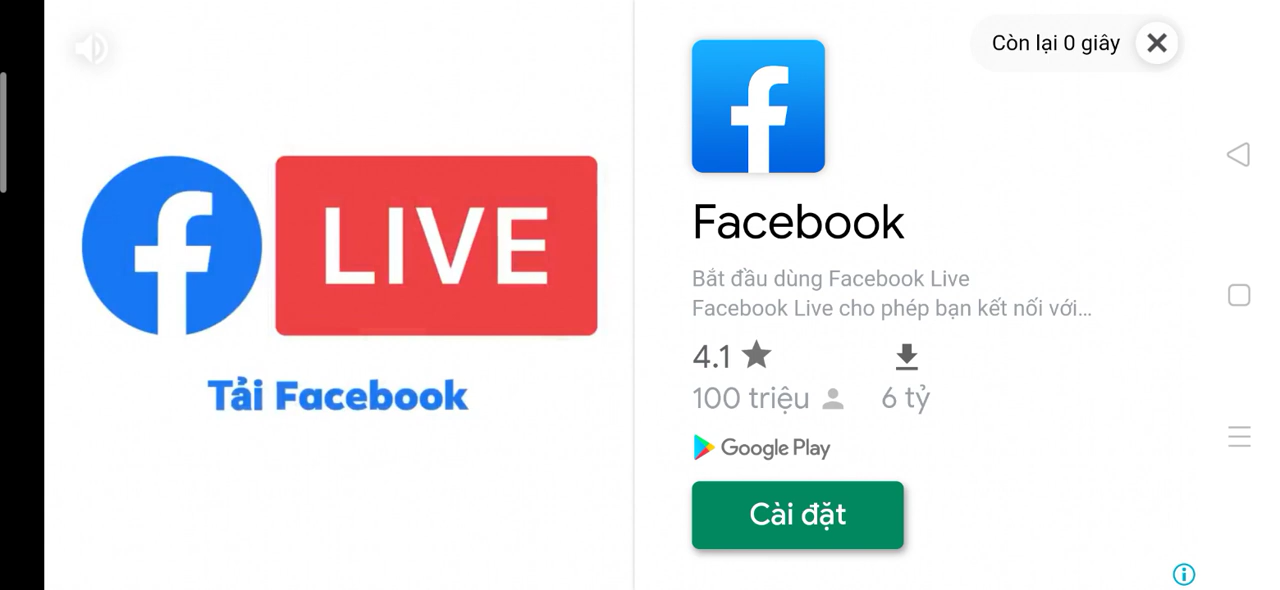 LIVE
Tải Facebook
Còn lại 0 giây
Facebook
Bắt đầu dùng Facebook Live
Facebook Live cho phép bạn kết nối với...
4.1
100 triệu
6 tỷ
Google Play
Cài đặt